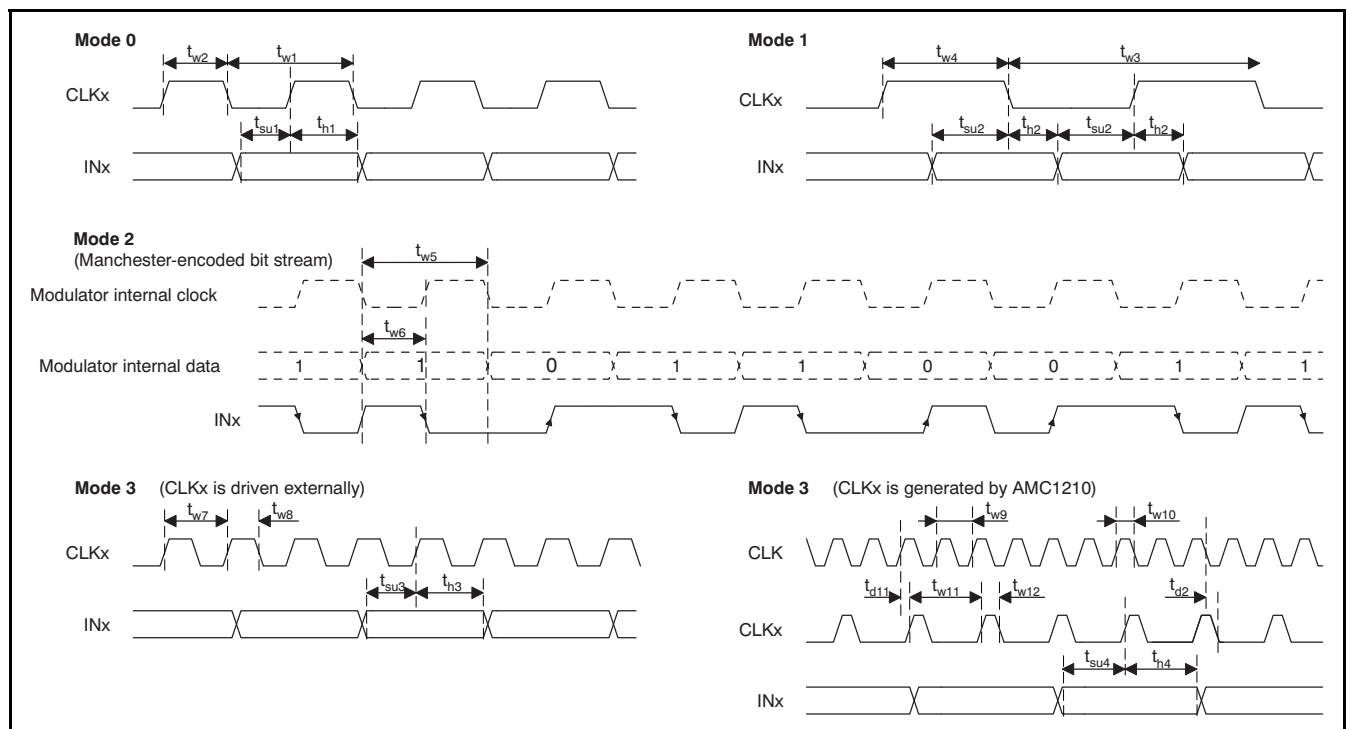 Mode 0
tw2 tw1
CLKx
tsu1 th1
INx
Mode 1
tw4 tw3
CLKx
tsu2 th2 tsu2 th2
INx
Mode 2
(Manchester-encoded bit stream)
tw5
Modulator internal clock
tw6
Modulator internal data 1 1 0 1 1 0 0 1 1
INx
Mode 3 (CLKx is driven externally)
tw7 tw8
CLKx
tsu3 th3
INx
Mode 3 (CLKx is generated by AMC1210)
tw9 tw10
CLK
td11 tw11 tw12 td2
CLKx
tsu4 th4
INx